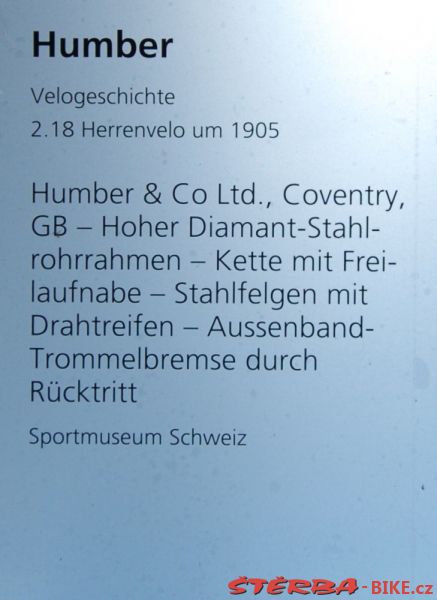 Humber
Velogeschichte
2.18 Herrenvelo um 1905
Humber & Co Ltd., Coventry,
GB – Hoher Diamant-Stahl-
rohrrahmen – Kette mit Frei-
laufnabe – Stahlfelgen mit
Drahtreifen – Aussenband-
Trommelbremse durch
Rücktritt
Sportmuseum Schweiz
ŠTĚRBA-BIKE.cz